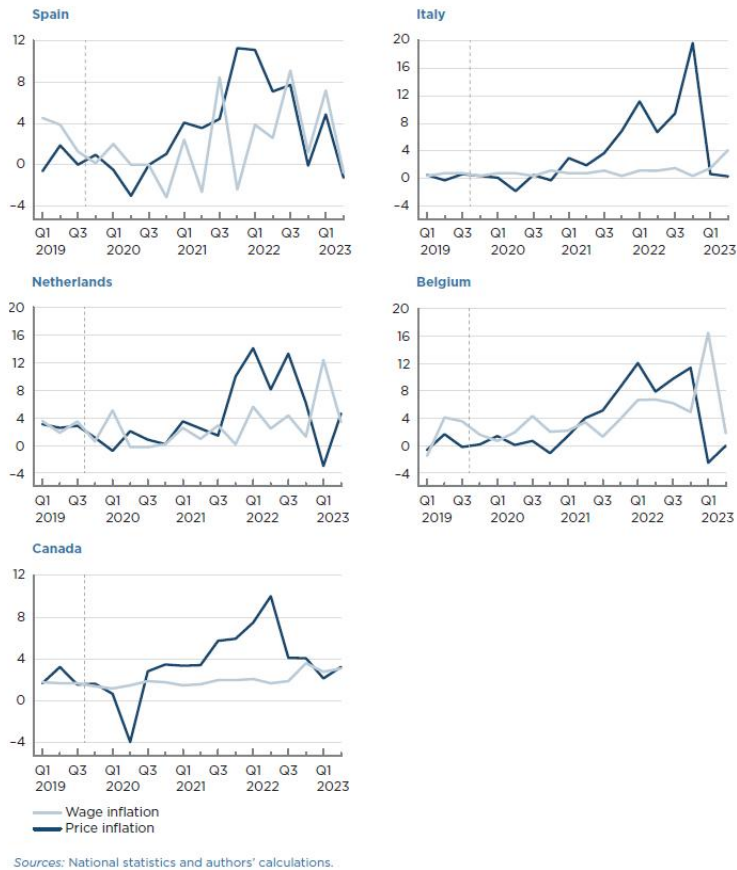 Spain
12
8
4
0
–4
Q1 Q3 Q1 Q3 Q1 Q3 Q1 Q3 Q1
2019 2020 2021 2022 2023
Italy
20
16
12
8
4
0
–4
Q1 Q3 Q1 Q3 Q1 Q3 Q1 Q3 Q1
2019 2020 2021 2022 2023
Netherlands
20
16
12
8
4
0
–4
Q1 Q3 Q1 Q3 Q1 Q3 Q1 Q3 Q1
2019 2020 2021 2022 2023
Belgium
20
16
12
8
4
0
–4
Q1 Q3 Q1 Q3 Q1 Q3 Q1 Q3 Q1
2019 2020 2021 2022 2023
Canada
12
8
4
0
–4
Q1 Q3 Q1 Q3 Q1 Q3 Q1 Q3 Q1
2019 2020 2021 2022 2023
Wage inflation
Price inflation
Sources: National statistics and authors' calculations.